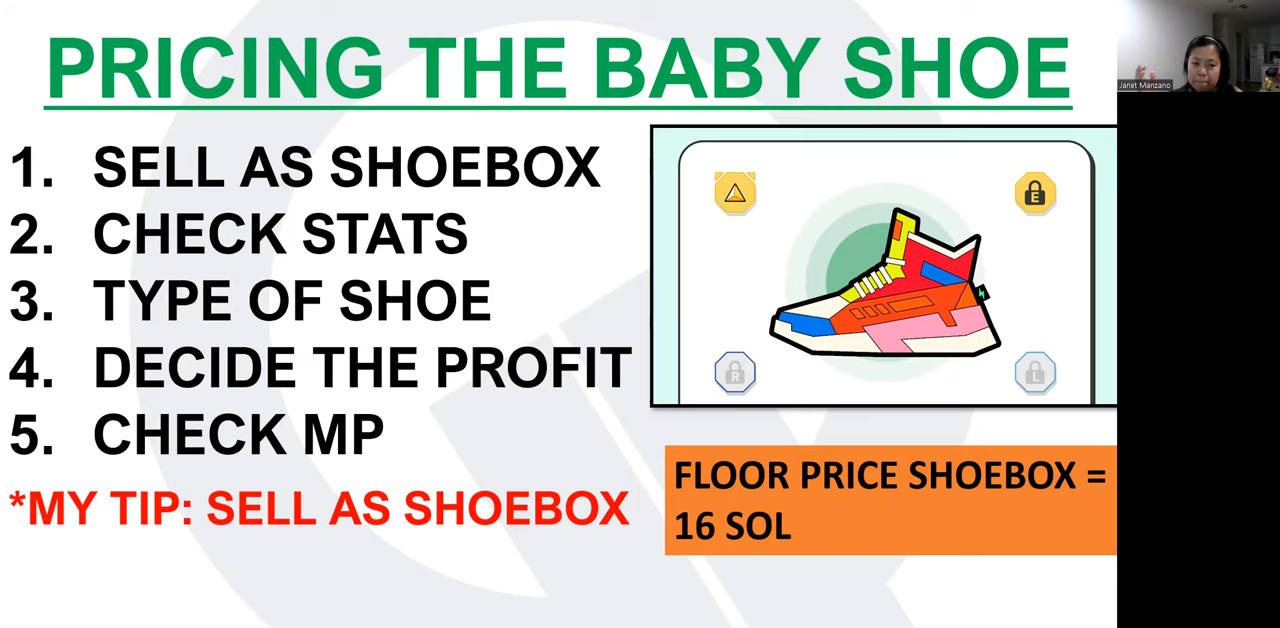 PRICING THE BABY SHOE
Janet Manzano
1. SELL AS SHOEBOX
2. CHECK STATS
3. TYPE OF SHOE
4. DECIDE THE PROFIT
5. CHECK MP
*MY TIP: SELL AS SHOEBOX
E
R
L
FLOOR PRICE SHOEBOX =
16 SOL